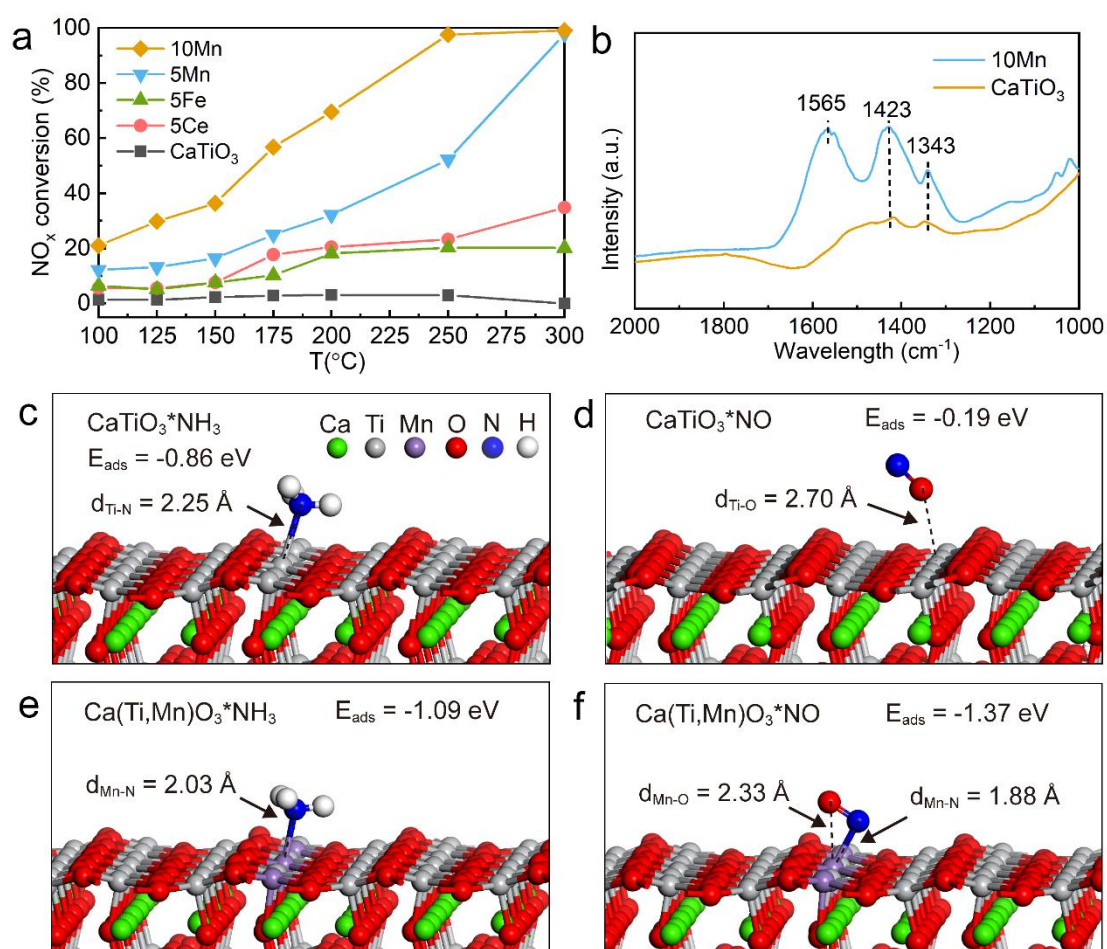 a
NOx conversion (%)
100
80
60
40
20
0
10Mn
5Mn
5Fe
5Ce
CaTiO3
100 125 150 175 200 225 250 275 300
T(°C)
b
Intensity (a.u.)
10Mn
CaTiO3
1565
1423
1343
2000 1800 1600 1400 1200 1000
Wavelength (cm-1)
c
CaTiO3*NH3
Eads = -0.86 eV
Ca Ti Mn O N H
dTi-N = 2.25 Å
d
CaTiO3*NO
Eads = -0.19 eV
dTi-O = 2.70 Å
e
Ca(Ti,Mn)O3*NH3
Eads = -1.09 eV
dMn-N = 2.03 Å
f
Ca(Ti,Mn)O3*NO
Eads = -1.37 eV
dMn-O = 2.33 Å
dMn-N = 1.88 Å